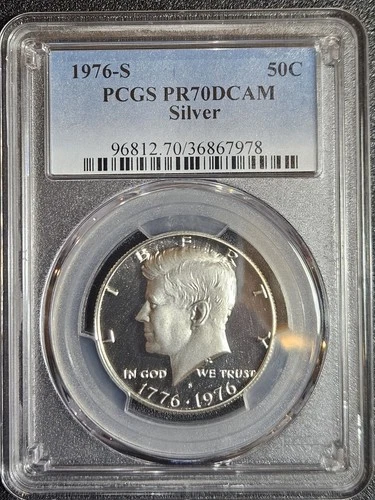 1976-S 50C
PCGS PR70DCAM
Silver
96812.70/36867978
LIBERTY
IN GOD WE TRUST
S
1776·1976